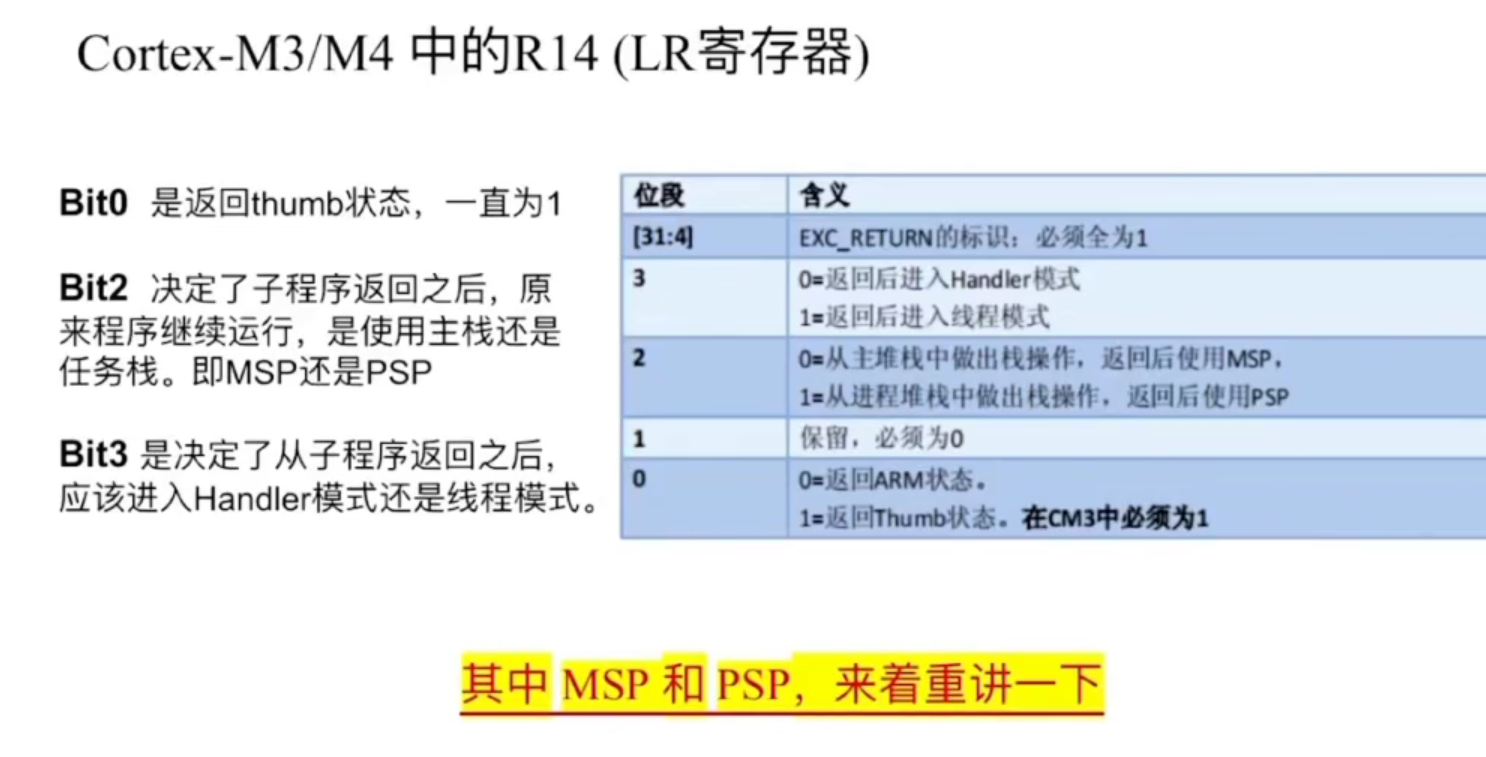 Cortex-M3/M4 中的R14 (LR寄存器)
Bit0 是返回thumb状态，一直为1
Bit2 决定了子程序返回之后，原
来程序继续运行，是使用主栈还是
任务栈。即MSP还是PSP
Bit3 是决定了从子程序返回之后，
应该进入Handler模式还是线程模式。
位段 含义
[31:4] EXC_RETURN的标识：必须全为1
3 0=返回后进入Handler模式
1=返回后进入线程模式
2 0=从主堆栈中做出栈操作，返回后使用MSP，
1=从进程堆栈中做出栈操作，返回后使用PSP
1 保留，必须为0
0 0=返回ARM状态。
1=返回Thumb状态。在CM3中必须为1
其中 MSP 和 PSP，来着重讲一下